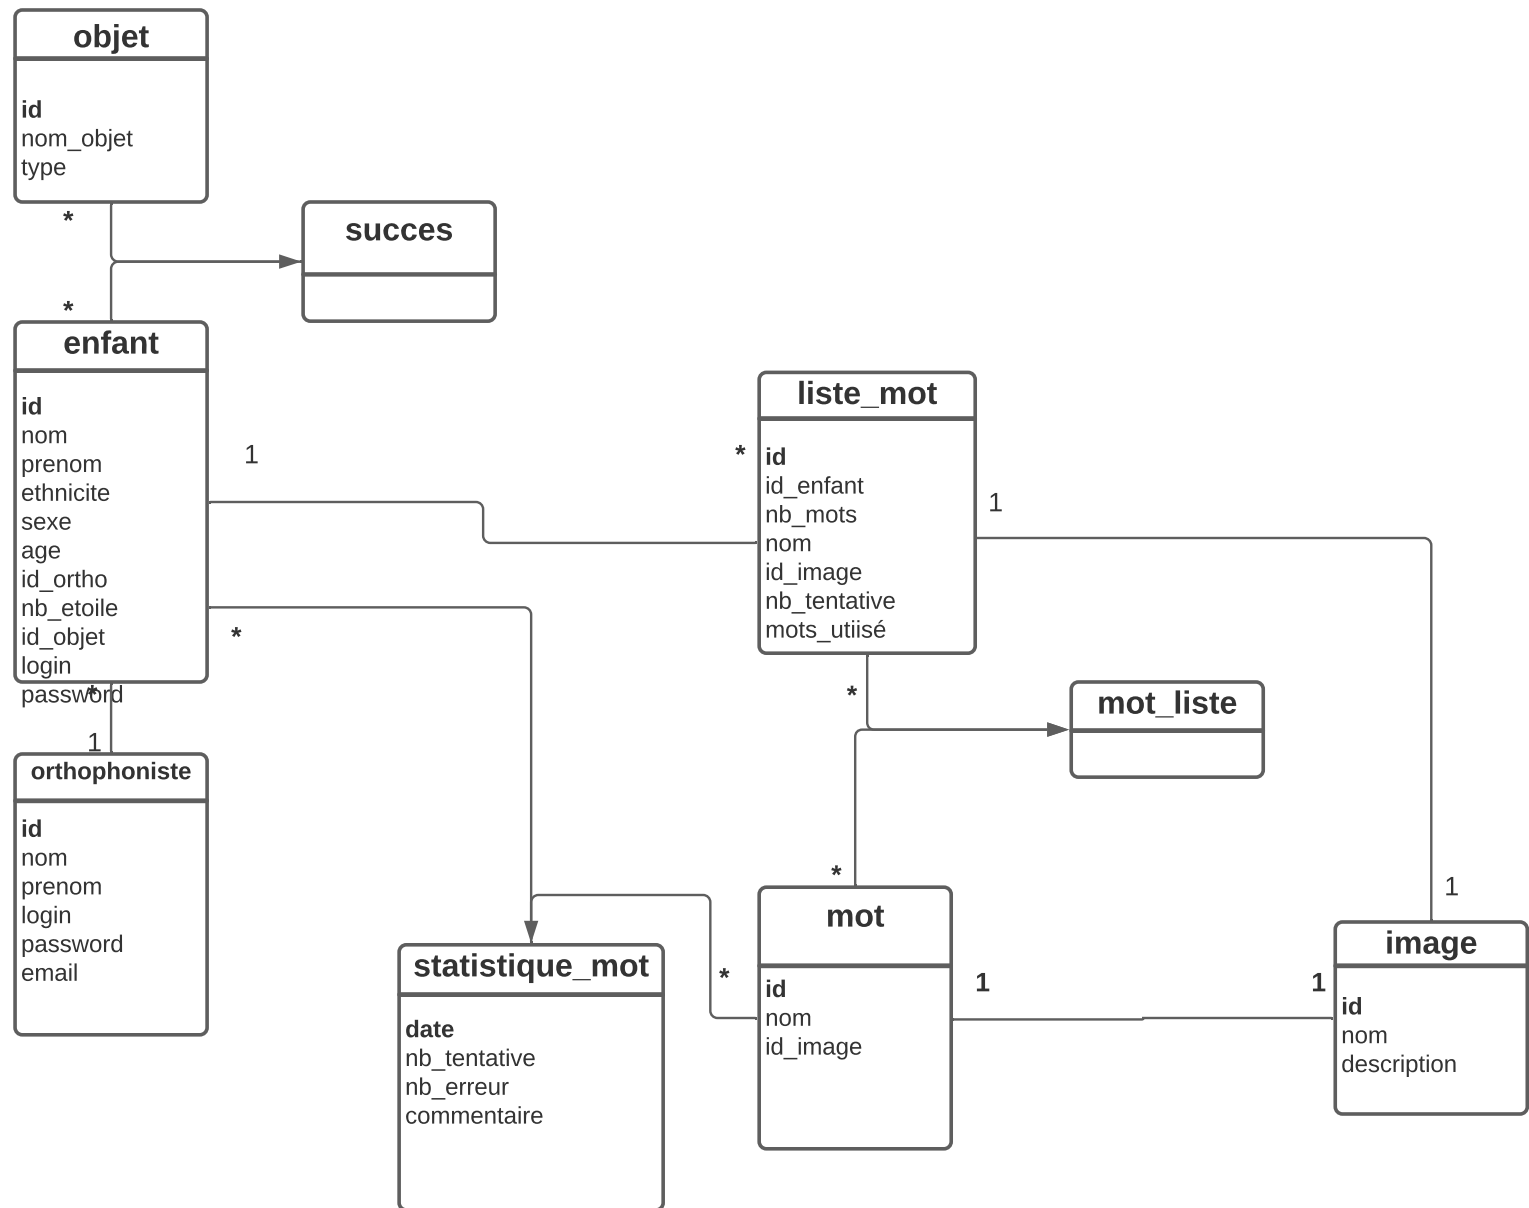 objet
id
nom_objet
type
*
succes
*
enfant
id
nom
prenom
ethnicite
sexe
age
id_ortho
nb_etoile
id_objet
login
password
1
*
*
liste_mot
id
id_enfant
nb_mots
nom
id_image
nb_tentative
mots_utiisé
1
*
mot_liste
*
1
orthophoniste
id
nom
prenom
login
password
email
*
mot
id
nom
id_image
1
image
id
nom
description
1
1
*
statistique_mot
date
nb_tentative
nb_erreur
commentaire